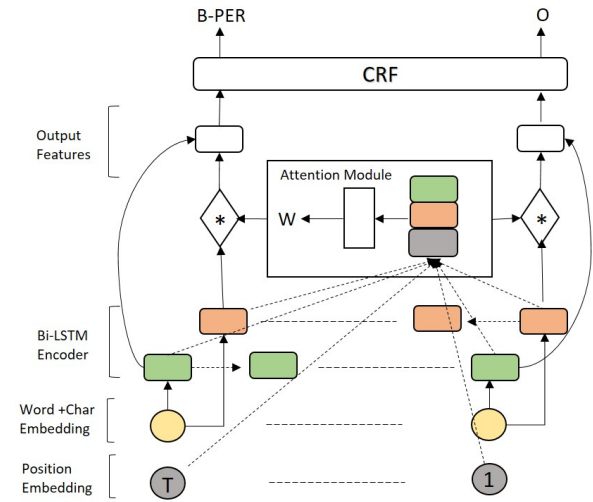 B-PER
O
CRF
Output
Features
Attention Module
*
W
*
Bi-LSTM
Encoder
Word +Char
Embedding
Position
Embedding
T
1